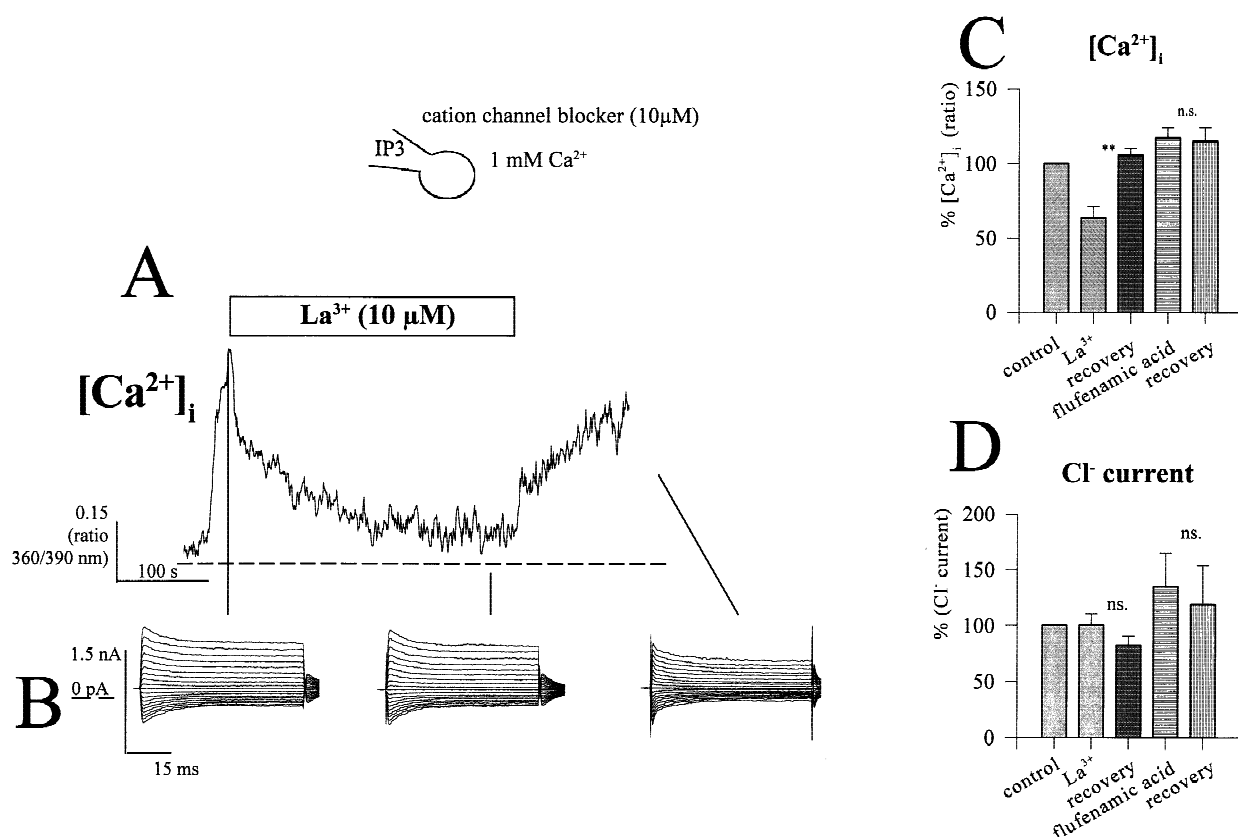 cation channel blocker (10µM)
IP3
1 mM Ca²⁺
A
La³⁺ (10 µM)
[Ca²⁺]i
0.15
(ratio
360/390 nm)
100 s
B
1.5 nA
0 pA
15 ms
C
[Ca²⁺]i
% [Ca²⁺]i (ratio)
150
100
50
0
**
n.s.
control
La³⁺
recovery
flufenamic acid
recovery
D
Cl⁻ current
% (Cl⁻ current)
200
150
100
50
0
ns.
ns.
control
La³⁺
recovery
flufenamic acid
recovery